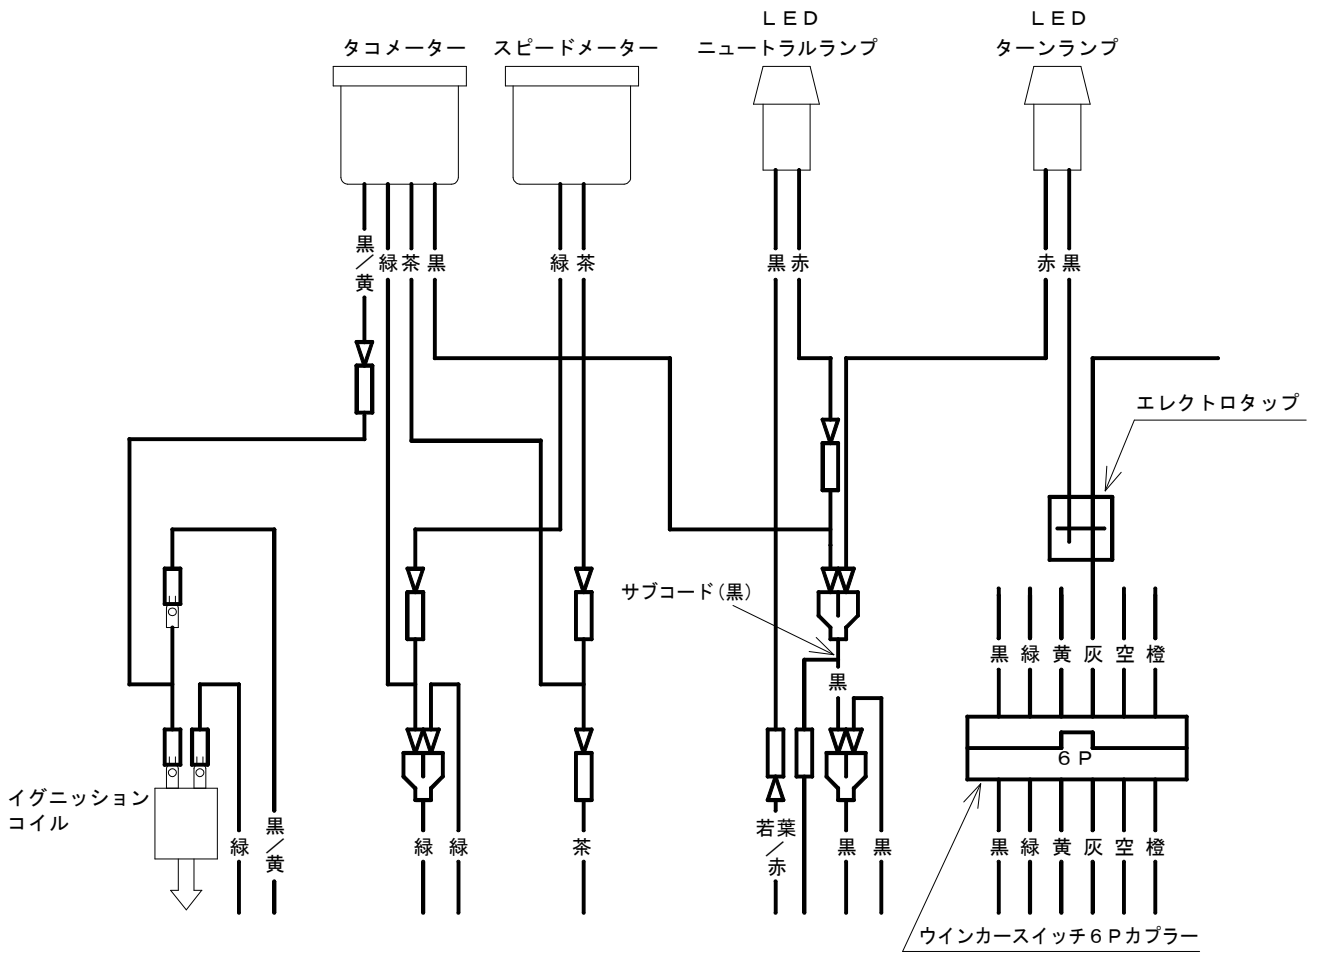 ＬＥＤ
ニュートラルランプ
ＬＥＤ
ターンランプ
タコメーター
スピードメーター
黒／黄
緑
茶
黒
緑
茶
黒
赤
赤
黒
エレクトロタップ
サブコード（黒）
黒
黒
緑
黄
灰
空
橙
６Ｐ
イグニッション
コイル
緑
黒／黄
緑
緑
茶
若葉／赤
黒
黒
黒
緑
黄
灰
空
橙
ウインカースイッチ６Ｐカプラー